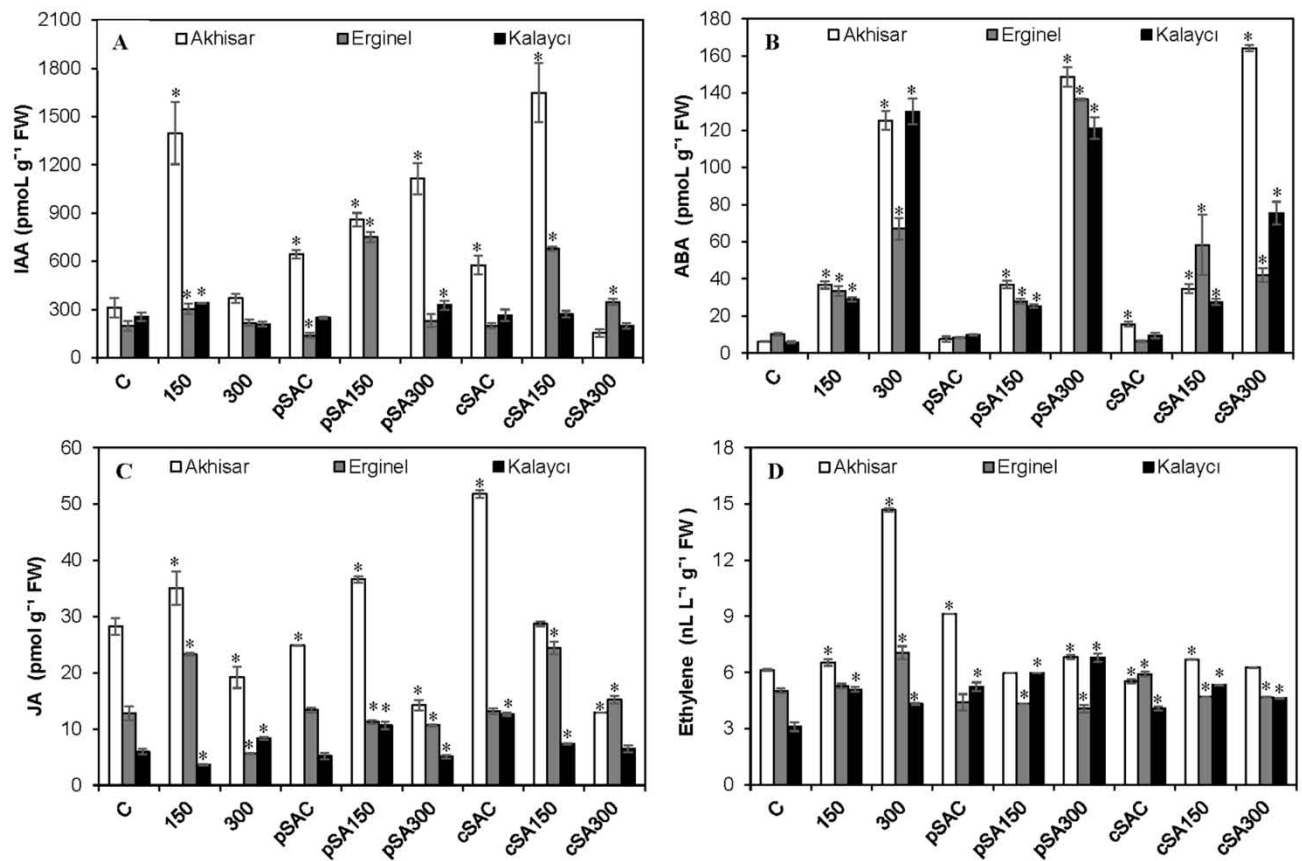 A
Akhisar Erginel Kalaycı
IAA (pmoL g⁻¹ FW)
2100
1800
1500
1200
900
600
300
0
* * * * * * * * * * * * *
C 150 300 pSAC pSA150 pSA300 cSAC cSA150 cSA300
B
Akhisar Erginel Kalaycı
ABA (pmoL g⁻¹ FW)
180
160
140
120
100
80
60
40
20
0
* * * * * * * * * * * * * * * * * * *
C 150 300 pSAC pSA150 pSA300 cSAC cSA150 cSA300
C
Akhisar Erginel Kalaycı
JA (pmol g⁻¹ FW)
60
50
40
30
20
10
0
* * * * * * * * * * * * * * * * * * *
C 150 300 pSAC pSA150 pSA300 cSAC cSA150 cSA300
D
Akhisar Erginel Kalaycı
Ethylene (nL L⁻¹ g⁻¹ FW )
18
15
12
9
6
3
0
* * * * * * * * * * * * * * * * * * * *
C 150 300 pSAC pSA150 pSA300 cSAC cSA150 cSA300